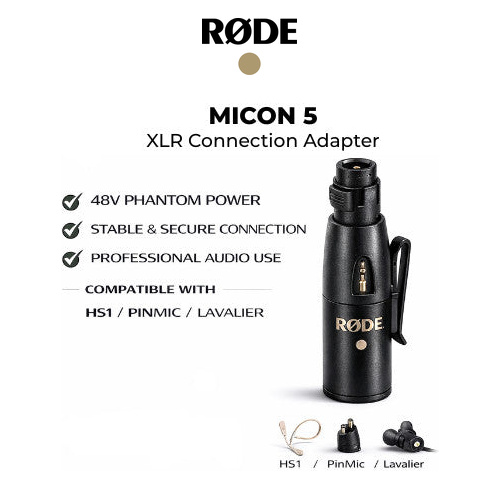 RØDE
MICON 5
XLR Connection Adapter
48V PHANTOM POWER
STABLE & SECURE CONNECTION
PROFESSIONAL AUDIO USE
COMPATIBLE WITH
HS1 / PINMIC / LAVALIER
RØDE
HS1 / PinMic / Lavalier